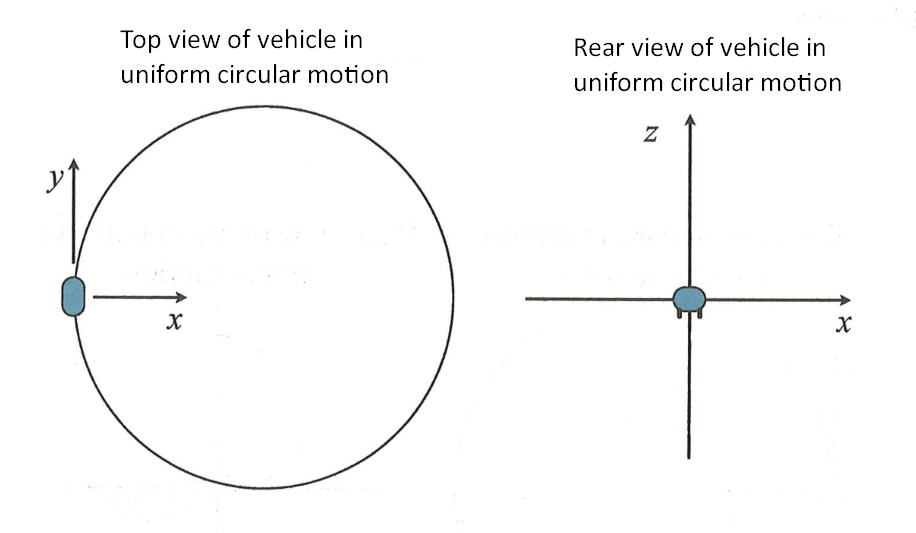 Top view of vehicle in
uniform circular motion
y
x
Rear view of vehicle in
uniform circular motion
z
x